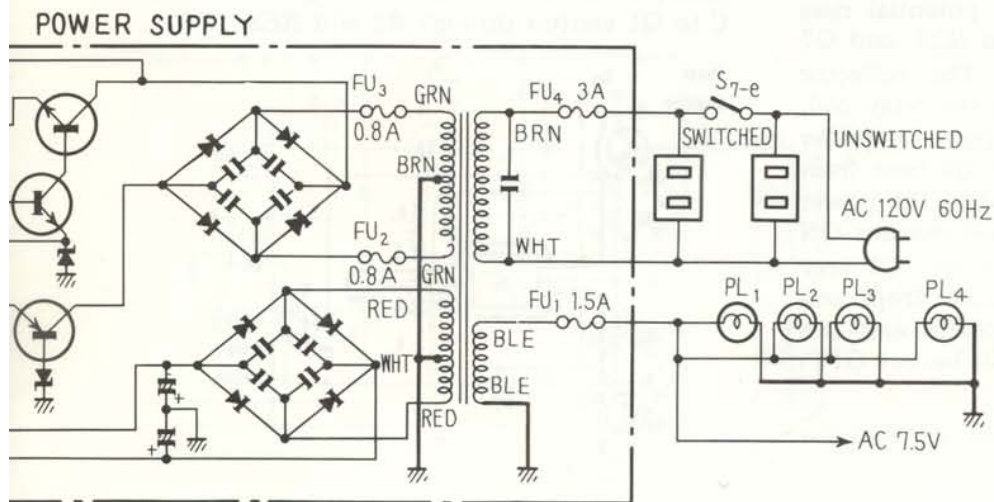 POWER SUPPLY
FU3
0.8A
GRN
BRN
FU2
0.8A
GRN
RED
WHT
RED
FU4 3A
BRN
WHT
S7-e
SWITCHED
UNSWITCHED
AC 120V 60Hz
FU1 1.5A
BLE
BLE
PL1
PL2
PL3
PL4
AC 7.5V